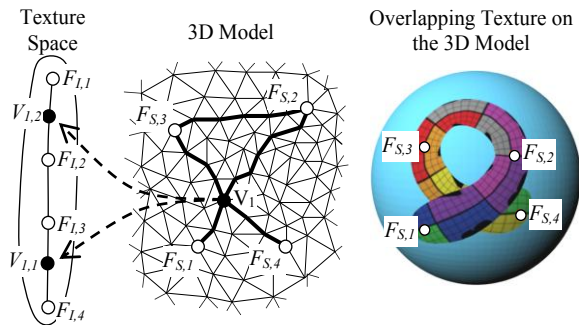 Texture
Space
3D Model
Overlapping Texture on
the 3D Model
F_{I,1}
V_{1,2}
F_{I,2}
F_{I,3}
V_{1,1}
F_{I,4}
F_{S,2}
F_{S,3}
V_1
F_{S,1}
F_{S,4}
F_{S,3}
F_{S,2}
F_{S,4}
F_{S,1}